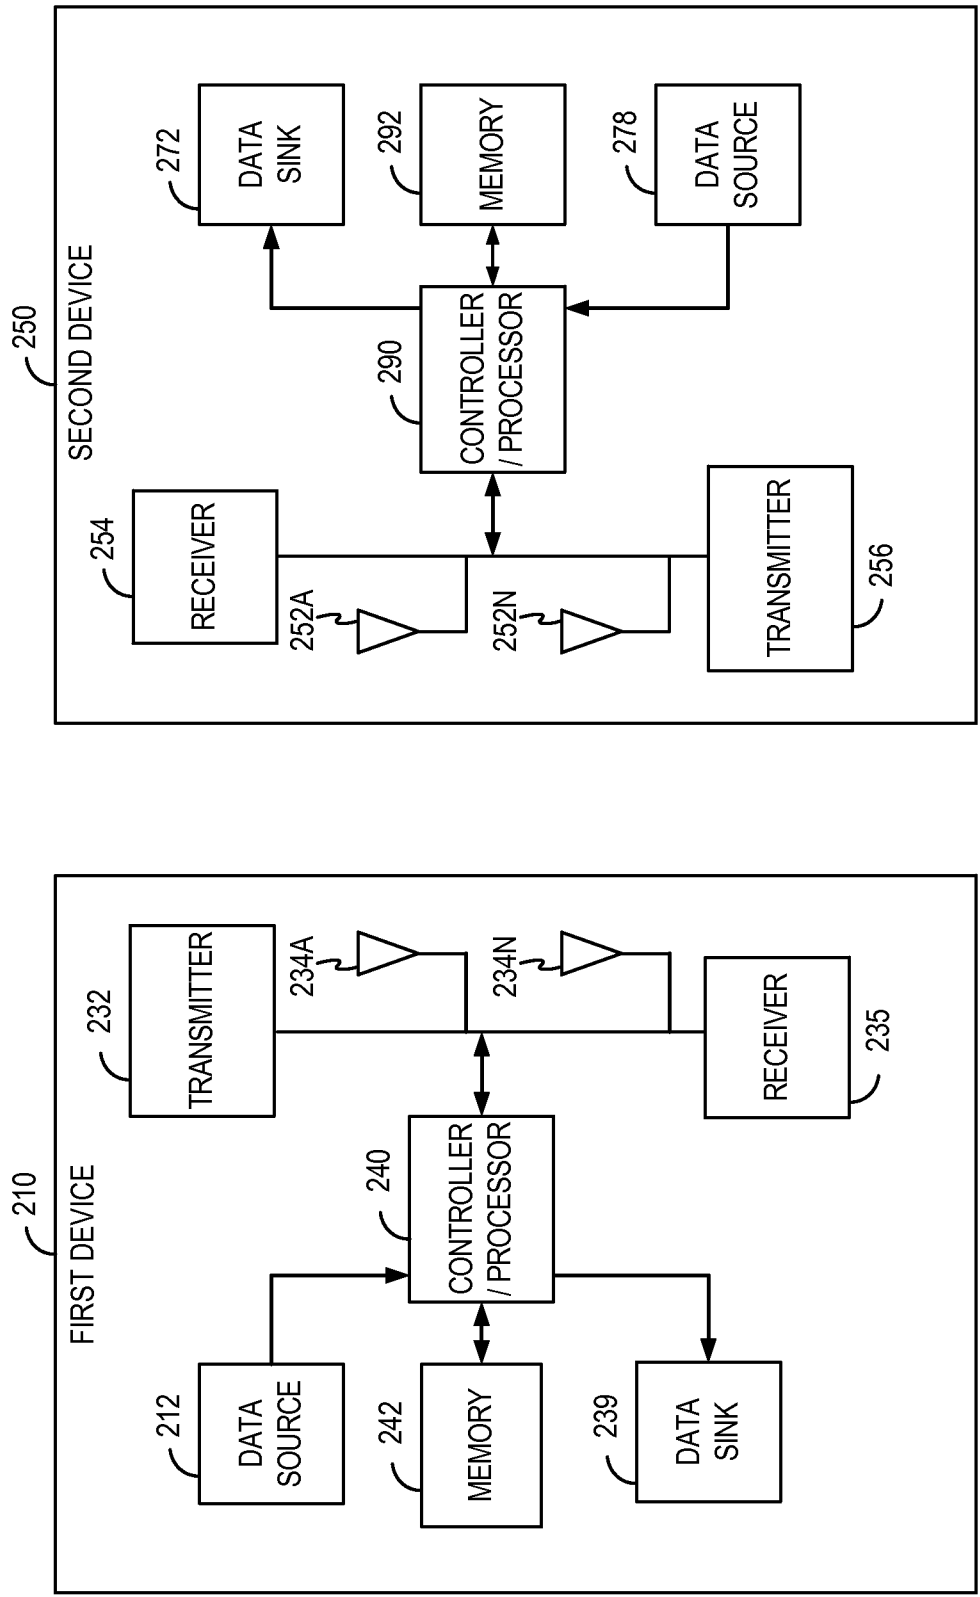 210
FIRST DEVICE
212
DATA
SOURCE
242
MEMORY
239
DATA
SINK
240
CONTROLLER
/ PROCESSOR
232
TRANSMITTER
234A
234N
RECEIVER
235
250
SECOND DEVICE
254
RECEIVER
252A
252N
TRANSMITTER
256
290
CONTROLLER
/ PROCESSOR
272
DATA
SINK
292
MEMORY
278
DATA
SOURCE